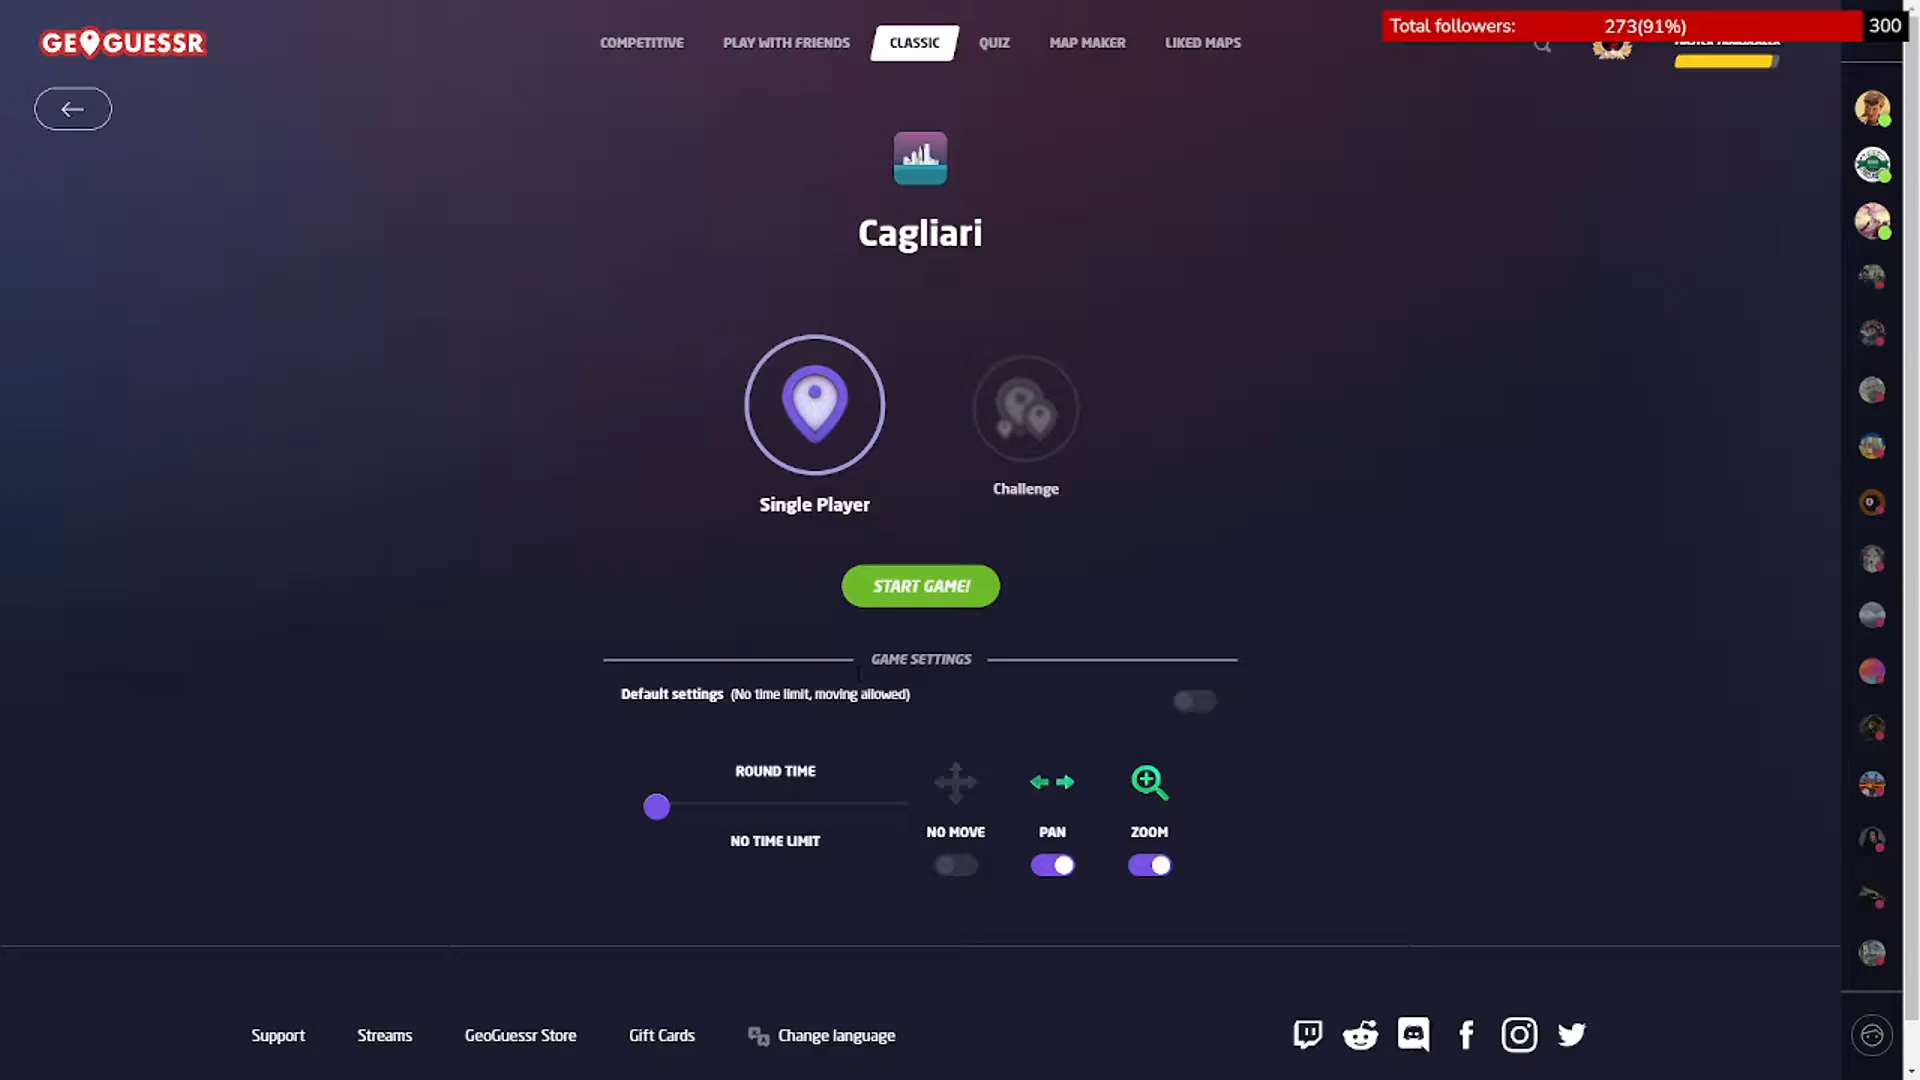 GEOGUESSR
COMPETITIVE
PLAY WITH FRIENDS
CLASSIC
QUIZ
MAP MAKER
LIKED MAPS
Total followers: 273(91%) 300
Cagliari
Single Player
Challenge
START GAME!
GAME SETTINGS
Default settings (No time limit, moving allowed)
ROUND TIME
NO TIME LIMIT
NO MOVE
PAN
ZOOM
Support
Streams
GeoGuessr Store
Gift Cards
Change language